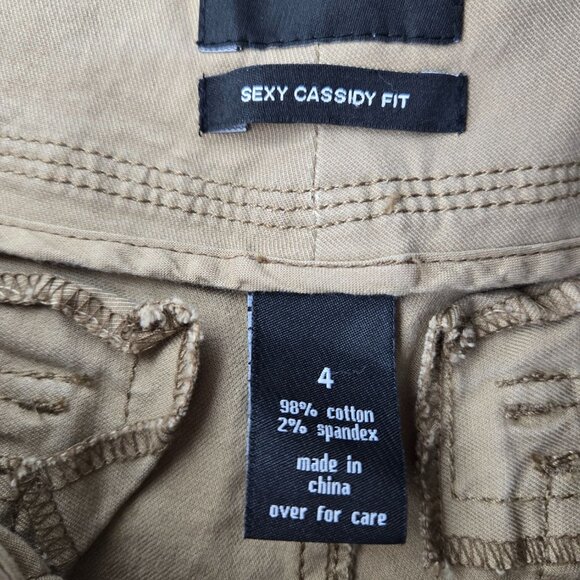 SEXY CASSIDY FIT
4
98% cotton
2% spandex
made in
china
over for care